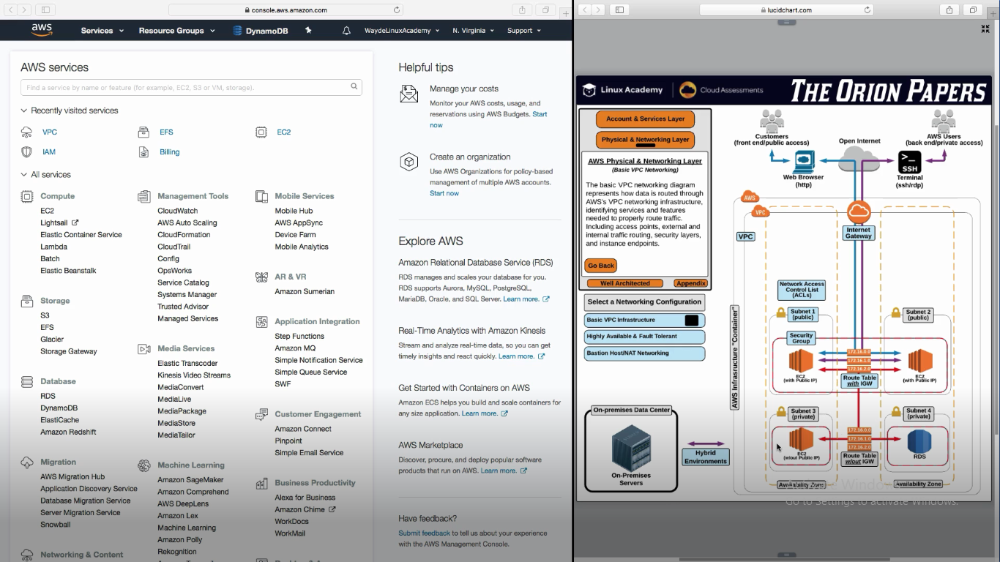 console.aws.amazon.com
aws
Services
Resource Groups
DynamoDB
WaydeLinuxAcademy
N. Virginia
Support
AWS services
Find a service by name or feature (for example, EC2, S3 or VM, storage).
Recently visited services
VPC
EFS
EC2
IAM
Billing
All services
Compute
EC2
Lightsail
Elastic Container Service
Lambda
Batch
Elastic Beanstalk
Storage
S3
EFS
Glacier
Storage Gateway
Database
RDS
DynamoDB
ElastiCache
Amazon Redshift
Migration
AWS Migration Hub
Application Discovery Service
Database Migration Service
Server Migration Service
Snowball
Networking & Content
Management Tools
CloudWatch
AWS Auto Scaling
CloudFormation
CloudTrail
Config
OpsWorks
Service Catalog
Systems Manager
Trusted Advisor
Managed Services
Media Services
Elastic Transcoder
Kinesis Video Streams
MediaConvert
MediaLive
MediaPackage
MediaStore
MediaTailor
Machine Learning
Amazon SageMaker
Amazon Comprehend
AWS DeepLens
Amazon Lex
Machine Learning
Amazon Polly
Rekognition
Mobile Services
Mobile Hub
AWS AppSync
Device Farm
Mobile Analytics
AR & VR
Amazon Sumerian
Application Integration
Step Functions
Amazon MQ
Simple Notification Service
Simple Queue Service
SWF
Customer Engagement
Amazon Connect
Pinpoint
Simple Email Service
Business Productivity
Alexa for Business
Amazon Chime
WorkDocs
WorkMail
Helpful tips
Manage your costs
Monitor your AWS costs, usage, and
reservations using AWS Budgets. Start
now
Create an organization
Use AWS Organizations for policy-based
management of multiple AWS accounts.
Start now
Explore AWS
Amazon Relational Database Service (RDS)
RDS manages and scales your database for you.
RDS supports Aurora, MySQL, PostgreSQL,
MariaDB, Oracle, and SQL Server. Learn more.
Real-Time Analytics with Amazon Kinesis
Stream and analyze real-time data, so you can get
timely insights and react quickly. Learn more.
Get Started with Containers on AWS
Amazon ECS helps you build and scale containers for
any size application. Learn more.
AWS Marketplace
Discover, procure, and deploy popular software
products that run on AWS. Learn more.
Have feedback?
Submit feedback to tell us about your experience
with the AWS Management Console.
lucidchart.com
Linux Academy
Cloud Assessments
THE ORION PAPERS
Account & Services Layer
Physical & Networking Layer
AWS Physical & Networking Layer
(Basic VPC Networking)
The basic VPC networking diagram
represents how data is routed through
AWS's VPC networking infrastructure,
identifying services and features
needed to properly route traffic.
Including access points, external and
internal traffic routing, security layers,
and instance endpoints.
Go Back
Well Architected
Appendix
Select a Networking Configuration
Basic VPC Infrastructure
Highly Available & Fault Tolerant
Bastion Host/NAT Networking
On-premises Data Center
On-Premises
Servers
Hybrid
Environments
Customers
(front end/public access)
Open Internet
AWS Users
(back end/private access)
Web Browser
(http)
SSH
Terminal
(ssh/rdp)
AWS
VPC
VPC
Internet
Gateway
AWS Infrasructure "Container"
Network Access
Control List
(ACLs)
Subnet 1
(public)
Subnet 2
(public)
Security
Group
172.16.0.0
172.16.1.0
172.16.2.0
EC2
(with Public IP)
Route Table
with IGW
EC2
(with Public IP)
Subnet 3
(private)
Subnet 4
(private)
172.16.0.0
172.16.1.0
172.16.2.0
EC2
(w/out Public IP)
Route Table
w/out IGW
RDS
Availability Zone
Availability Zone
Go to Settings to activate Windows.